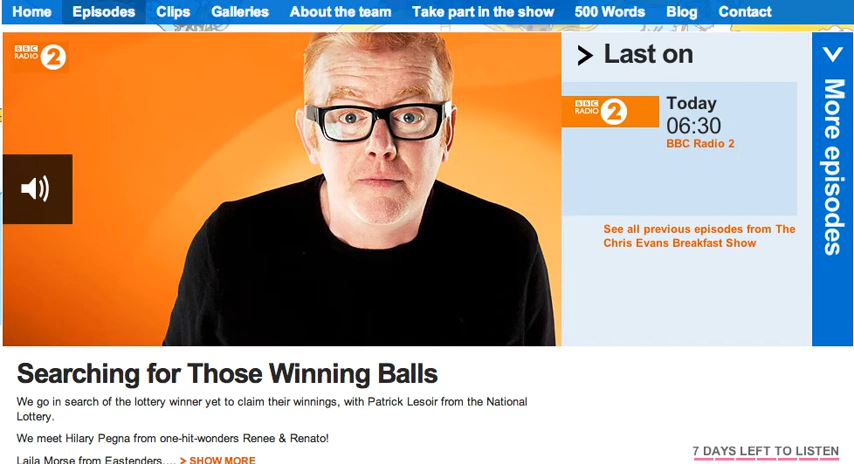 Home Episodes Clips Galleries About the team Take part in the show 500 Words Blog Contact
BBC
RADIO 2
Last on
BBC
RADIO 2
Today
06:30
BBC Radio 2
See all previous episodes from The
Chris Evans Breakfast Show
More episodes
Searching for Those Winning Balls
We go in search of the lottery winner yet to claim their winnings, with Patrick Lesoir from the National
Lottery.
We meet Hilary Pegna from one-hit-wonders Renee & Renato!
Laila Morse from Eastenders.... > SHOW MORE
7 DAYS LEFT TO LISTEN